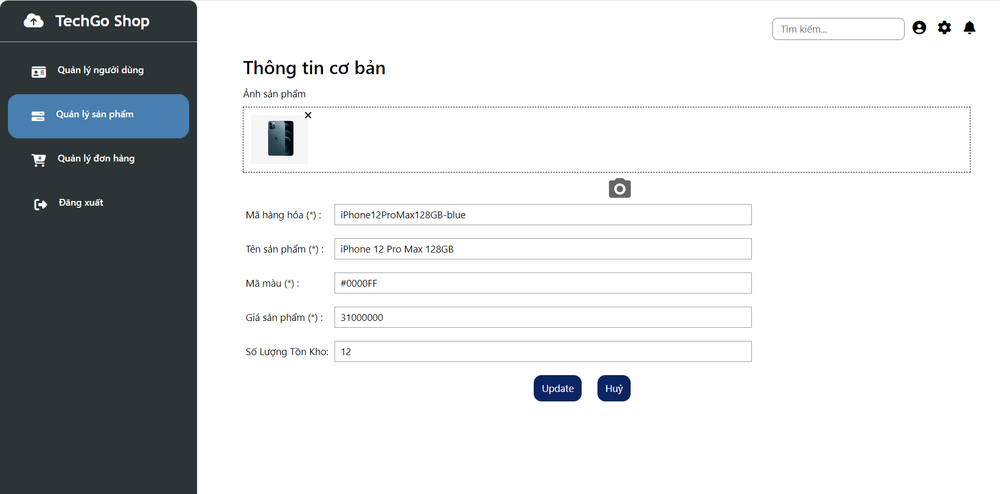 TechGo Shop
Quản lý người dùng
Quản lý sản phẩm
Quản lý đơn hàng
Đăng xuất
Tìm kiếm...
Thông tin cơ bản
Ảnh sản phẩm
Mã hàng hóa (*) : iPhone12ProMax128GB-blue
Tên sản phẩm (*) : iPhone 12 Pro Max 128GB
Mã màu (*) : #0000FF
Giá sản phẩm (*) : 31000000
Số Lượng Tồn Kho: 12
Update Huỷ